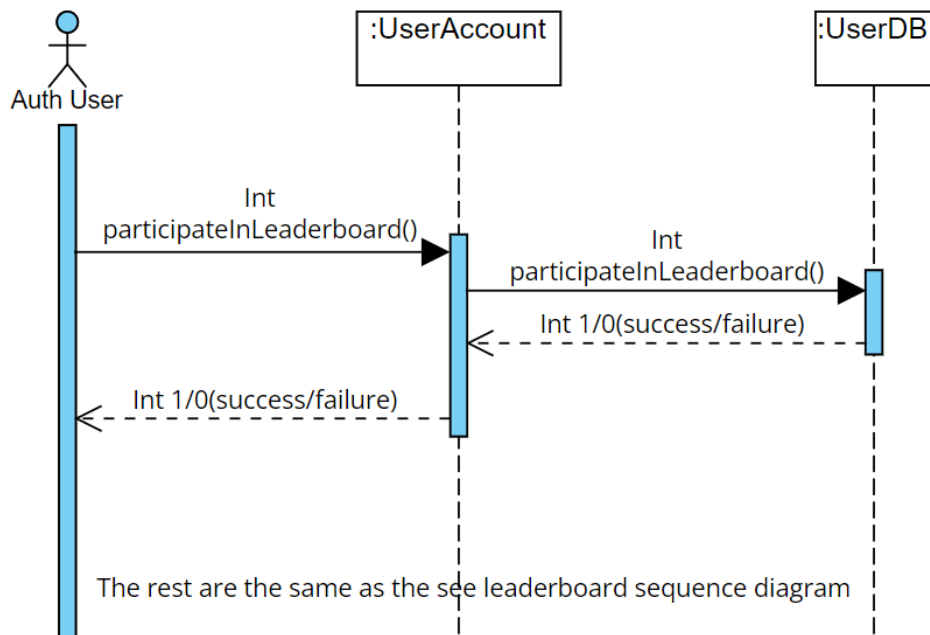 :UserAccount
:UserDB
Auth User
Int
participateInLeaderboard()
Int
participateInLeaderboard()
Int 1/0(success/failure)
Int 1/0(success/failure)
The rest are the same as the see leaderboard sequence diagram